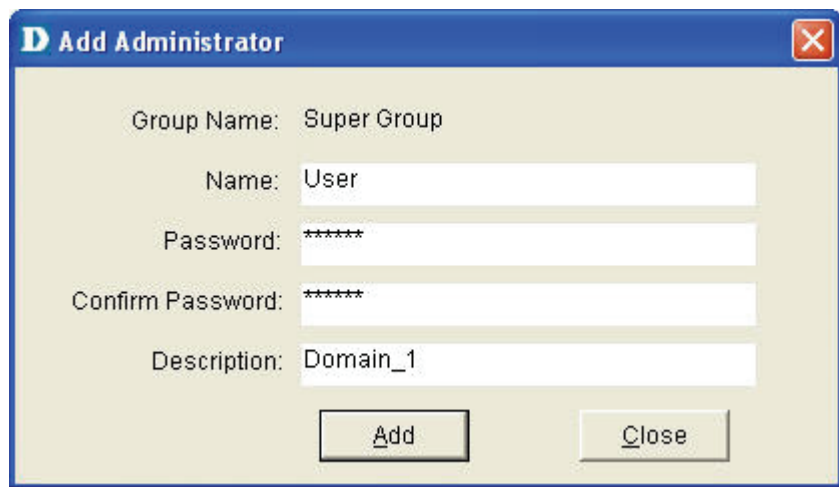 D Add Administrator
Group Name: Super Group
Name: User
Password: ******
Confirm Password: ******
Description: Domain_1
Add Close